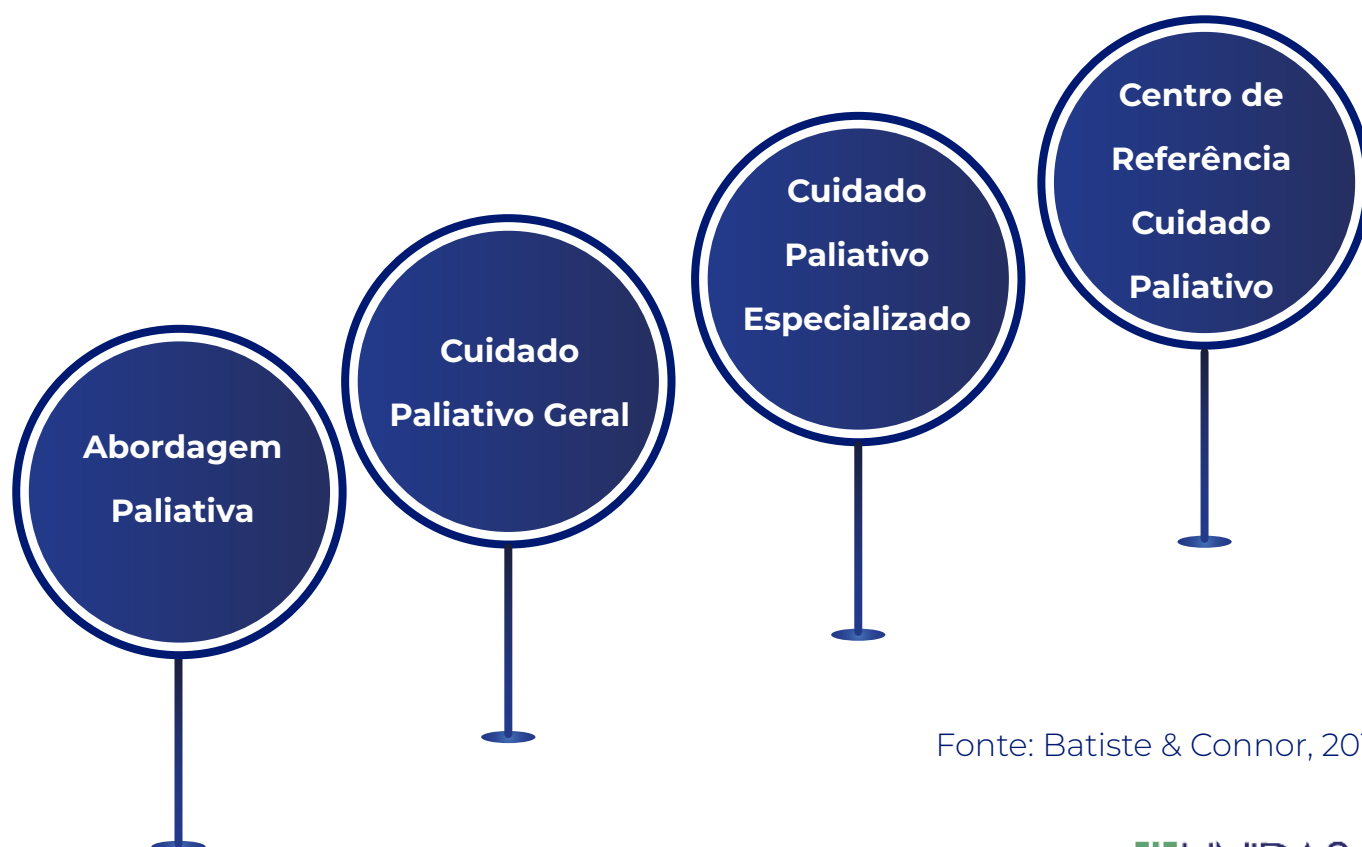 Abordagem
Paliativa
Cuidado
Paliativo Geral
Cuidado
Paliativo
Especializado
Centro de
Referência
Cuidado
Paliativo
Fonte: Batiste & Connor,